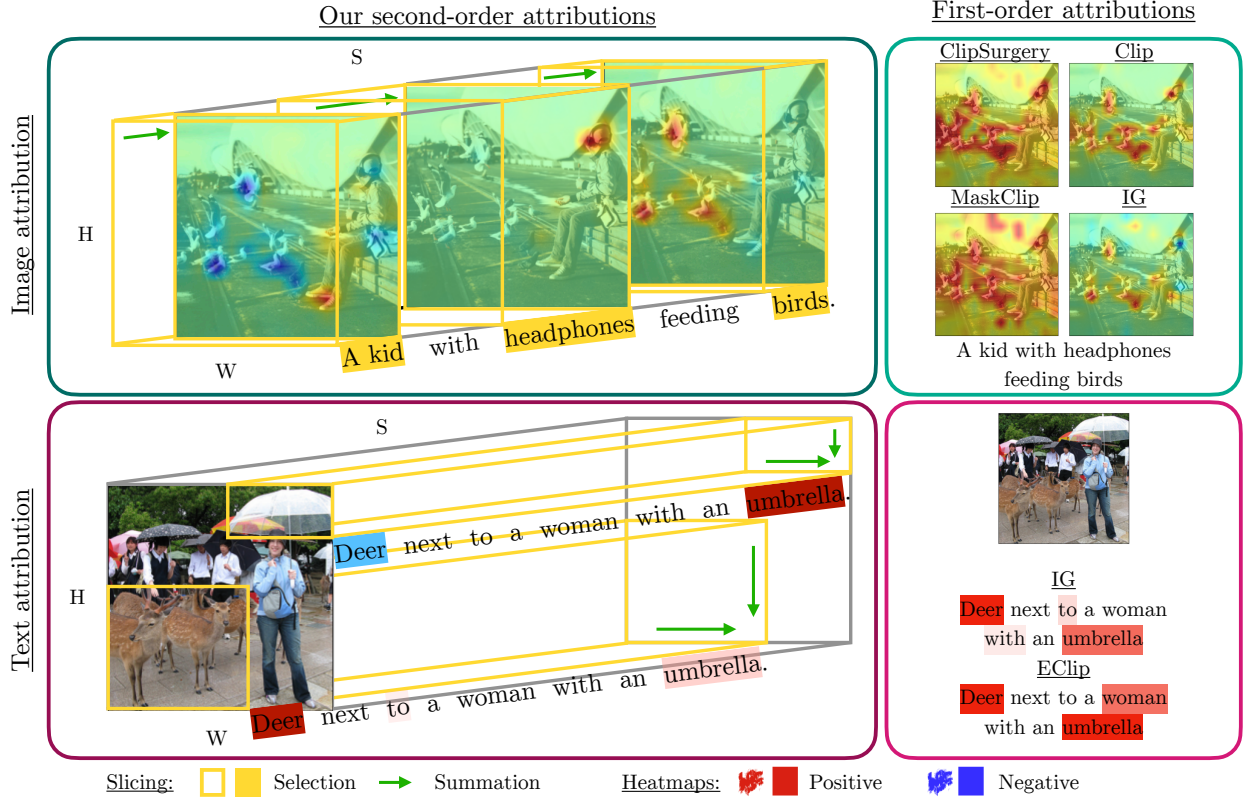 Our second-order attributions
First-order attributions
Image attribution
S
H
W
A kid with headphones feeding birds.
ClipSurgery
Clip
MaskClip
IG
A kid with headphones
feeding birds
Text attribution
S
H
W
Deer next to a woman with an umbrella.
Deer next to a woman with an umbrella.
IG
Deer next to a woman
with an umbrella
EClip
Deer next to a woman
with an umbrella
Slicing: Selection Summation Heatmaps: Positive Negative